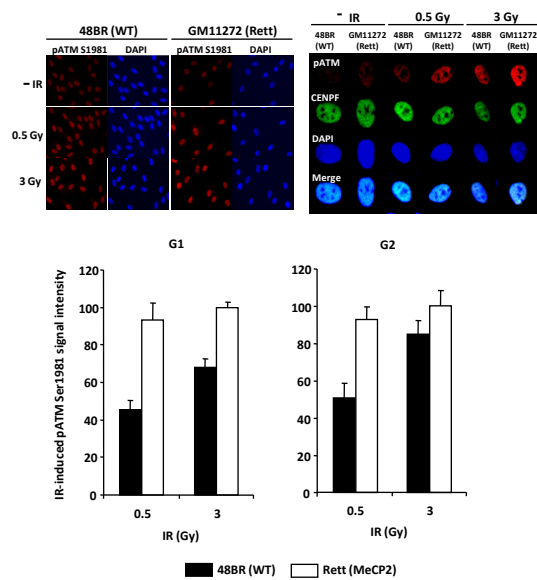 48BR (WT) GM11272 (Rett)
pATM S1981 DAPI pATM S1981 DAPI
– IR
0.5 Gy
3 Gy
– IR 0.5 Gy 3 Gy
48BR GM11272 48BR GM11272 48BR GM11272
(WT) (Rett) (WT) (Rett) (WT) (Rett)
pATM
CENPF
DAPI
Merge
G1
IR-induced pATM Ser1981 signal intensity
120
100
80
60
40
20
0
0.5 3
IR (Gy)
G2
120
100
80
60
40
20
0
0.5 3
IR (Gy)
48BR (WT) Rett (MeCP2)